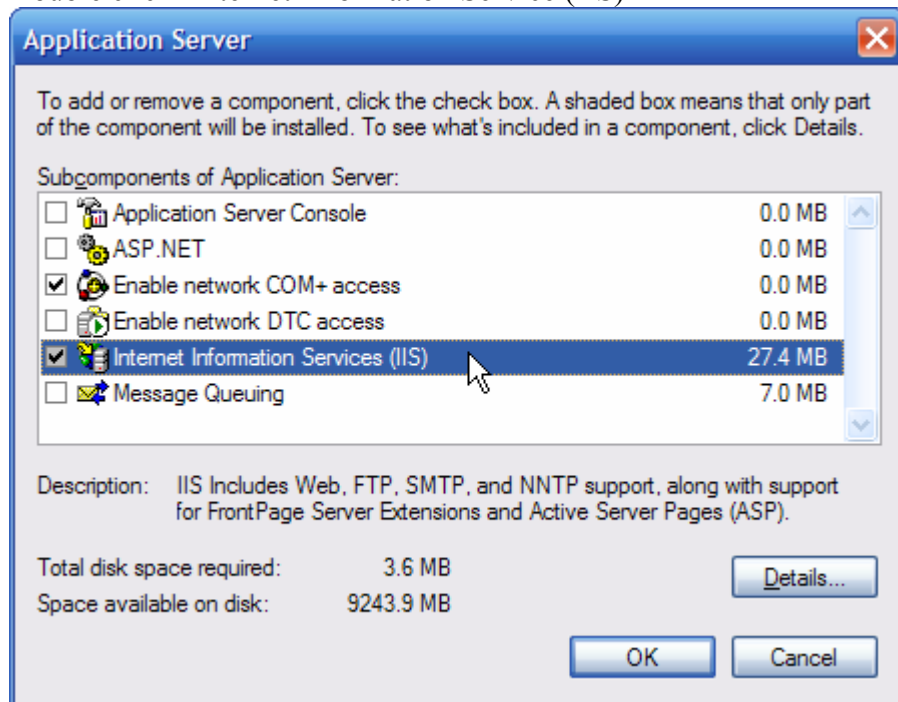 Application Server
To add or remove a component, click the check box. A shaded box means that only part
of the component will be installed. To see what's included in a component, click Details.
Subcomponents of Application Server:
Application Server Console 0.0 MB
ASP.NET 0.0 MB
Enable network COM+ access 0.0 MB
Enable network DTC access 0.0 MB
Internet Information Services (IIS) 27.4 MB
Message Queuing 7.0 MB
Description: IIS Includes Web, FTP, SMTP, and NNTP support, along with support
for FrontPage Server Extensions and Active Server Pages (ASP).
Total disk space required: 3.6 MB
Space available on disk: 9243.9 MB
Details...
OK Cancel